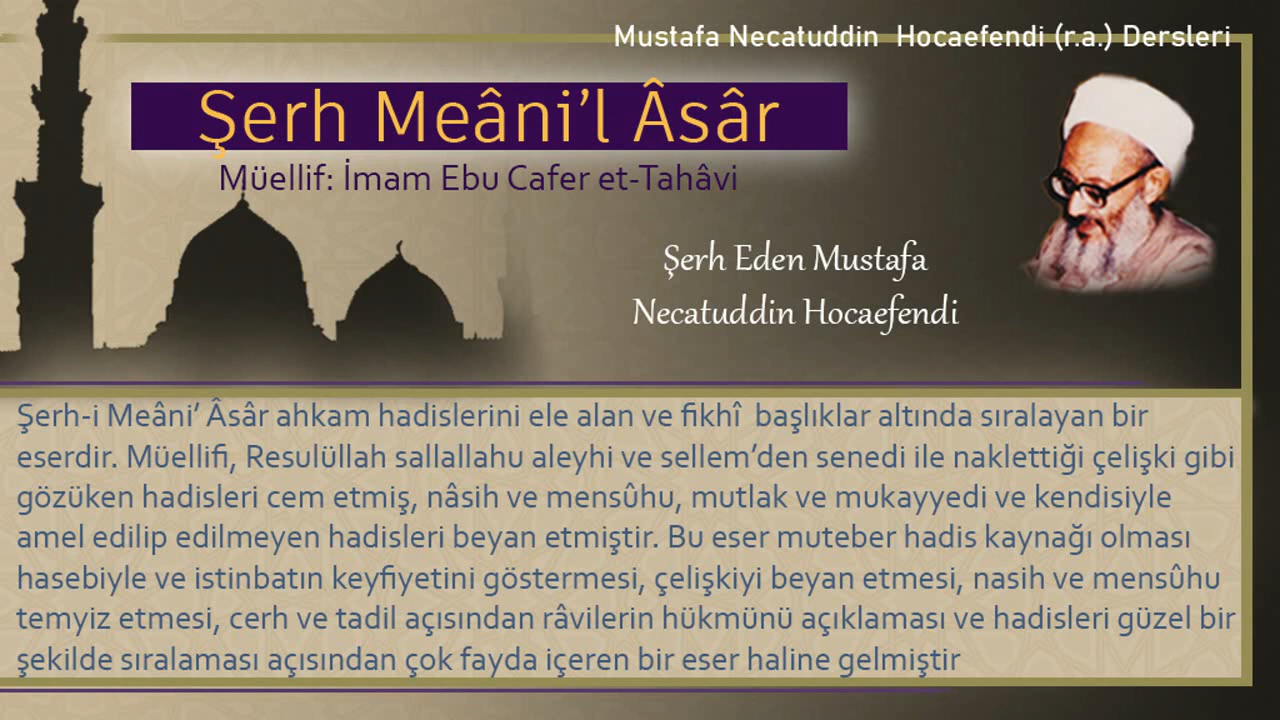 Mustafa Necatuddin Hocaefendi (r.a.) Dersleri
Şerh Meâni’l Âsâr
Müellif: İmam Ebu Cafer et-Tahâvi
Şerh Eden Mustafa
Necatuddin Hocaefendi
Şerh-i Meâni’ Âsâr ahkam hadislerini ele alan ve fikhî başlıklar altında sıralayan bir
eserdir. Müellifi, Resulüllah sallallahu aleyhi ve sellem’den senedi ile naklettiği çelişki gibi
gözüken hadisleri cem etmiş, nâsih ve mensûhu, mutlak ve mukayyedi ve kendisiyle
amel edilip edilmeyen hadisleri beyan etmiştir. Bu eser muteber hadis kaynağı olması
hasebiyle ve istinbatın keyfiyetini göstermesi, çelişkiyi beyan etmesi, nasih ve mensûhu
temyiz etmesi, cerh ve tadil açısından râvilerin hükmünü açıklaması ve hadisleri güzel bir
şekilde sıralaması açısından çok fayda içeren bir eser haline gelmiştir